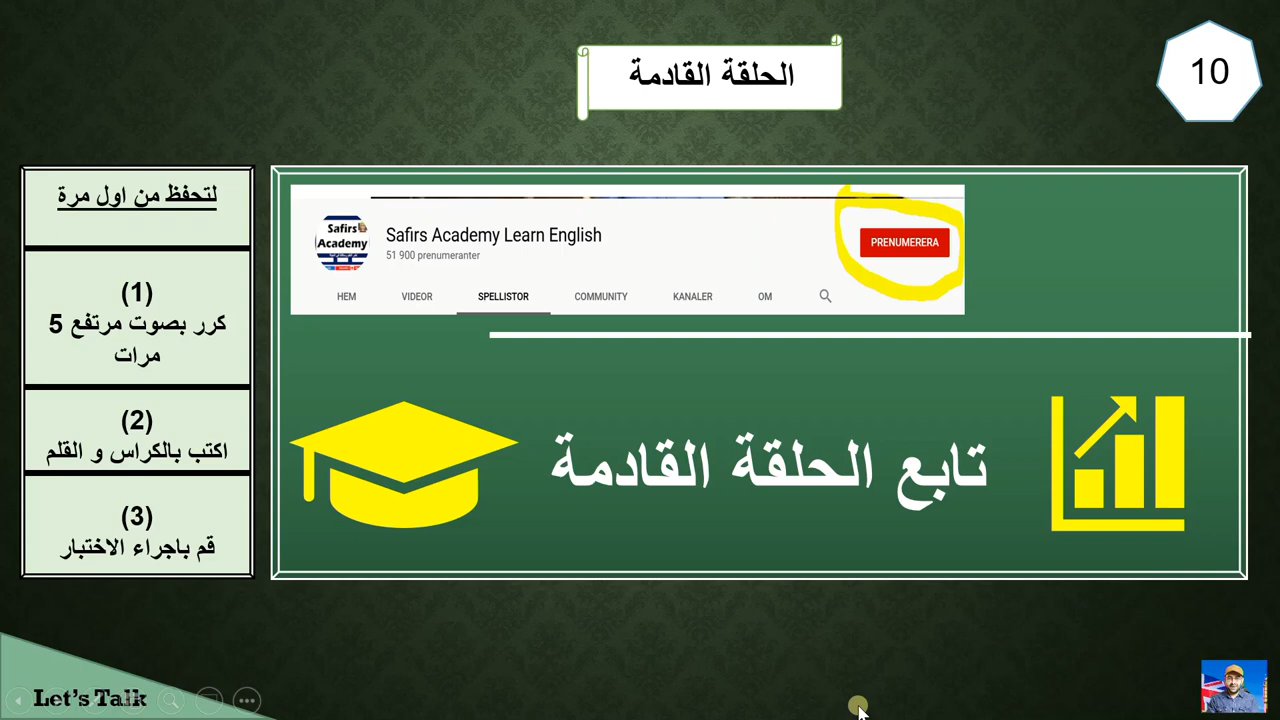 الحلقة القادمة
10
لتحفظ من اول مرة
(1)
كرر بصوت مرتفع 5
مرات
(2)
اكتب بالكراس و القلم
(3)
قم باجراء الاختبار
Safirs
Academy
Safirs Academy Learn English
51 900 prenumeranter
PRENUMERERA
HEM VIDEOR SPELLISTOR COMMUNITY KANALER OM
تابع الحلقة القادمة
Let's Talk